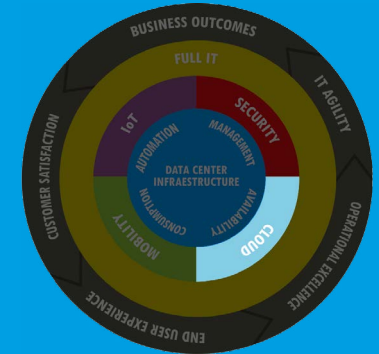 BUSINESS OUTCOMES
IT AGILITY
OPERATIONAL EXCELLENCE
END USER EXPERIENCE
CUSTOMER SATISFACTION
FULL IT
IoT
SECURITY
CLOUD
MOBILITY
AUTOMATION
MANAGEMENT
AVAILABILITY
CONSUMPTION
DATA CENTER
INFRAESTRUCTURE